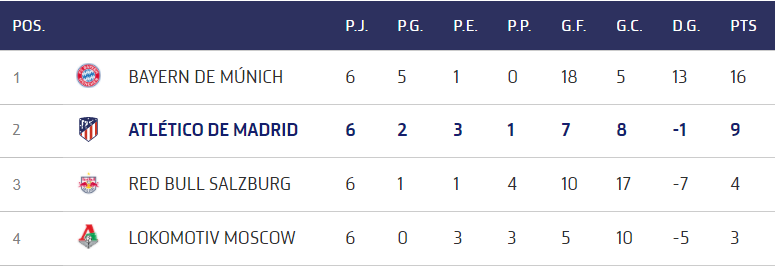 POS. P.J. P.G. P.E. P.P. G.F. G.C. D.G. PTS
1 BAYERN DE MÚNICH 6 5 1 0 18 5 13 16
2 ATLÉTICO DE MADRID 6 2 3 1 7 8 -1 9
3 RED BULL SALZBURG 6 1 1 4 10 17 -7 4
4 LOKOMOTIV MOSCOW 6 0 3 3 5 10 -5 3